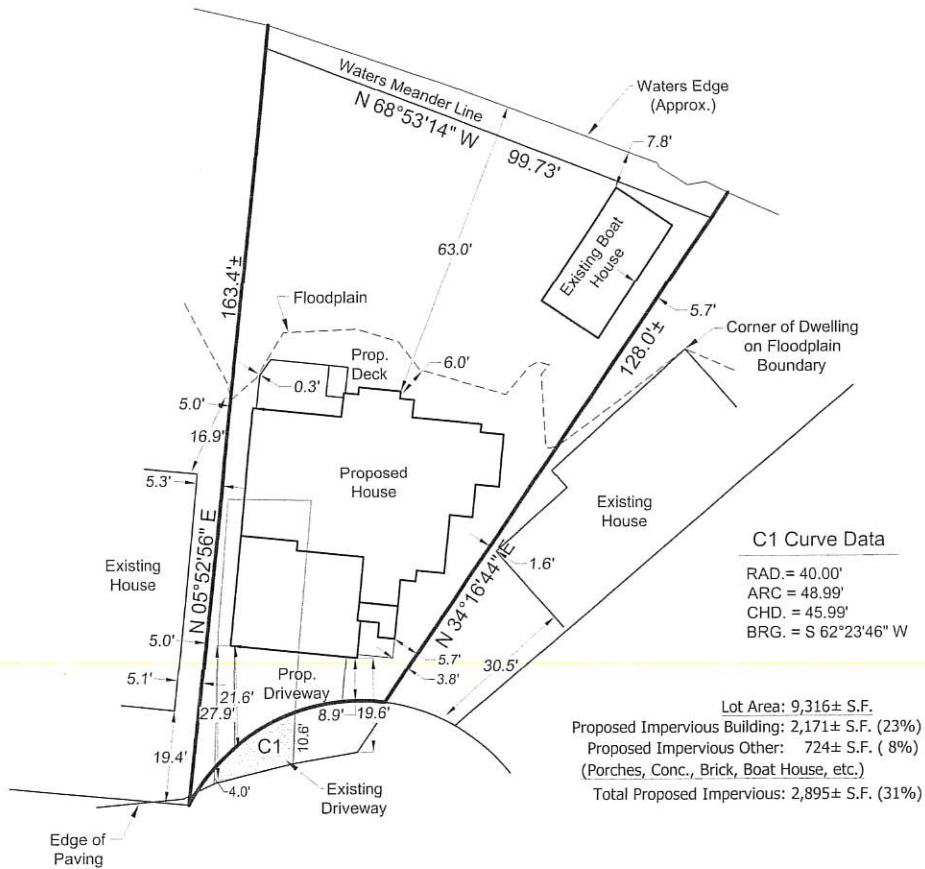 Waters Edge
(Approx.)
Waters Meander Line
N 68°53'14" W
99.73'
7.8'
63.0'
Existing Boat
House
5.7'
163.4'±
Floodplain
128.0'±
Corner of Dwelling
on Floodplain
Boundary
Prop.
Deck
6.0'
0.3'
5.0'
16.9'
5.3'
Proposed
House
Existing
House
Existing
House
N 05°52'56" E
N 34°16'44" E
1.6'
C1 Curve Data
RAD.= 40.00'
ARC = 48.99'
CHD. = 45.99'
BRG. = S 62°23'46" W
5.0'
5.1'
21.6'
27.9'
Prop.
Driveway
8.9'
19.6'
5.7'
3.8'
30.5'
19.4'
C1
10.6'
4.0'
Existing
Driveway
Edge of
Paving
Lot Area: 9,316± S.F.
Proposed Impervious Building: 2,171± S.F. (23%)
Proposed Impervious Other: 724± S.F. ( 8%)
(Porches, Conc., Brick, Boat House, etc.)
Total Proposed Impervious: 2,895± S.F. (31%)